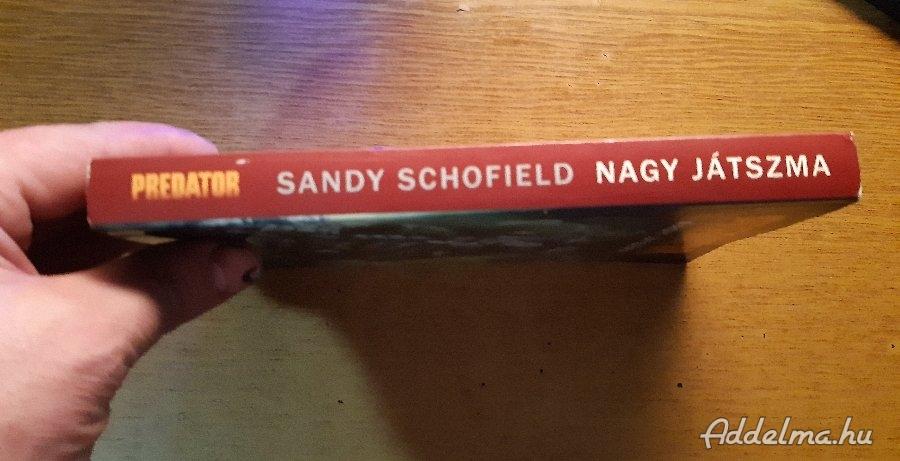 PREDATOR SANDY SCHOFIELD NAGY JÁTSZMA
Addelma.hu